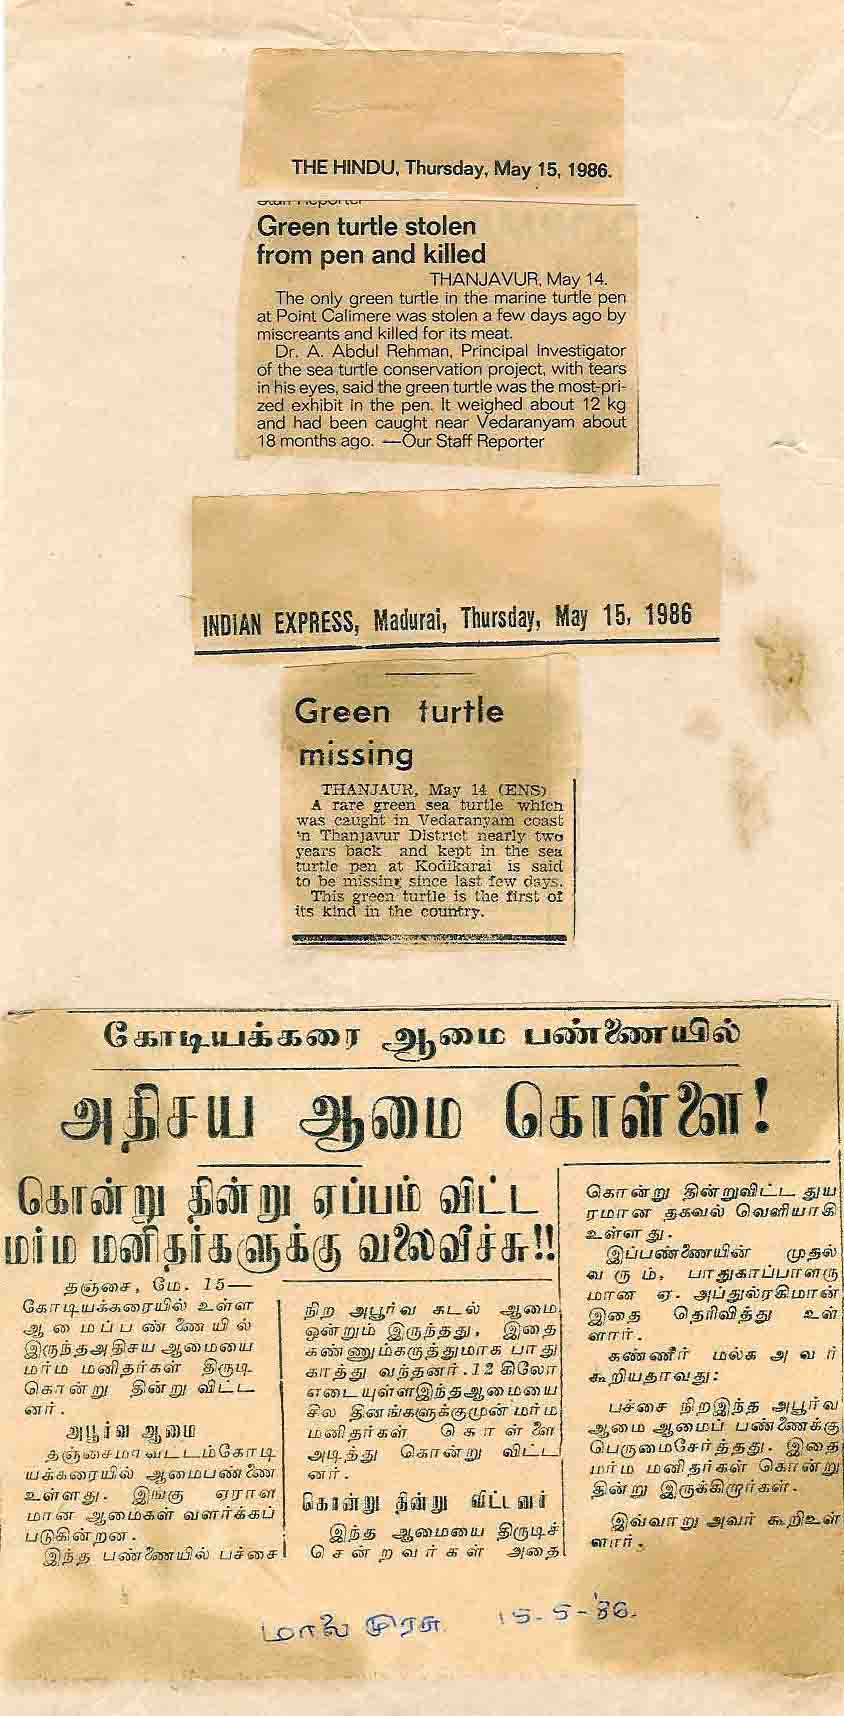 THE HINDU, Thursday, May 15, 1986.
Staff Reporter
Green turtle stolen
from pen and killed
THANJAVUR, May 14.
The only green turtle in the marine turtle pen
at Point Calimere was stolen a few days ago by
miscreants and killed for its meat.
Dr. A. Abdul Rehman, Principal Investigator
of the sea turtle conservation project, with tears
in his eyes, said the green turtle was the most-pri-
zed exhibit in the pen. It weighed about 12 kg
and had been caught near Vedaranyam about
18 months ago. —Our Staff Reporter
INDIAN EXPRESS, Madurai, Thursday, May 15, 1986
Green turtle
missing
THANJAUR, May 14 (ENS)
A rare green sea turtle which
was caught in Vedaranyam coast
'n Thanjavur District nearly two
years back and kept in the sea
turtle pen at Kodikarai is said
to be missing since last few days.
This green turtle is the first of
its kind in the country.
கோடியக்கரை ஆமை பண்ணையில்
அதிசய ஆமை கொள்ளை!
கொன்று தின்று ஏப்பம் விட்ட
மர்ம மனிதர்களுக்கு வலைவீச்சு!!
தஞ்சை, மே. 15—
கோடியக்கரையில் உள்ள
ஆமைப்பண்ணையில்
இருந்தஅதிசய ஆமையை
மர்ம மனிதர்கள் திருடி
கொன்று தின்று விட்ட
னர்.
அபூர்வ ஆமை
தஞ்சைமாவட்டம்கோடி
யக்கரையில் ஆமைபண்ணை
உள்ளது. இங்கு ஏராள
மான ஆமைகள் வளர்க்கப்
படுகின்றன.
இந்த பண்ணையில் பச்சை
நிற அபூர்வ கடல் ஆமை
ஒன்றும் இருந்தது, இதை
கண்ணும்கருத்துமாக பாது
காத்து வந்தனர்.12 கிலோ
எடையுள்ளஇந்தஆமையை
சில தினங்களுக்குமுன்மர்ம
மனிதர்கள் கொள்ளை
அடித்து கொன்று விட்ட
னர்.
கொன்று தின்று விட்டனர்
இந்த ஆமையை திருடிச்
சென்றவர்கள் அதை
கொன்று தின்றுவிட்ட துய
ரமான தகவல் வெளியாகி
உள்ளது.
இப்பண்ணையின் முதல்
வரும், பாதுகாப்பாளரு
மான ஏ. அப்துல்ரகிமான்
இதை தெரிவித்து உள்
ளார்.
கண்ணீர் மல்க அவர்
கூறியதாவது:
பச்சை நிறஇந்த அபூர்வ
ஆமை ஆமைப் பண்ணைக்கு
பெருமைசேர்த்தது. இதை
மர்ம மனிதர்கள் கொன்று
தின்று இருக்கிறார்கள்.
இவ்வாறு அவர் கூறிஉள்
ளார்.
மாலை முரசு 15-5-'86.